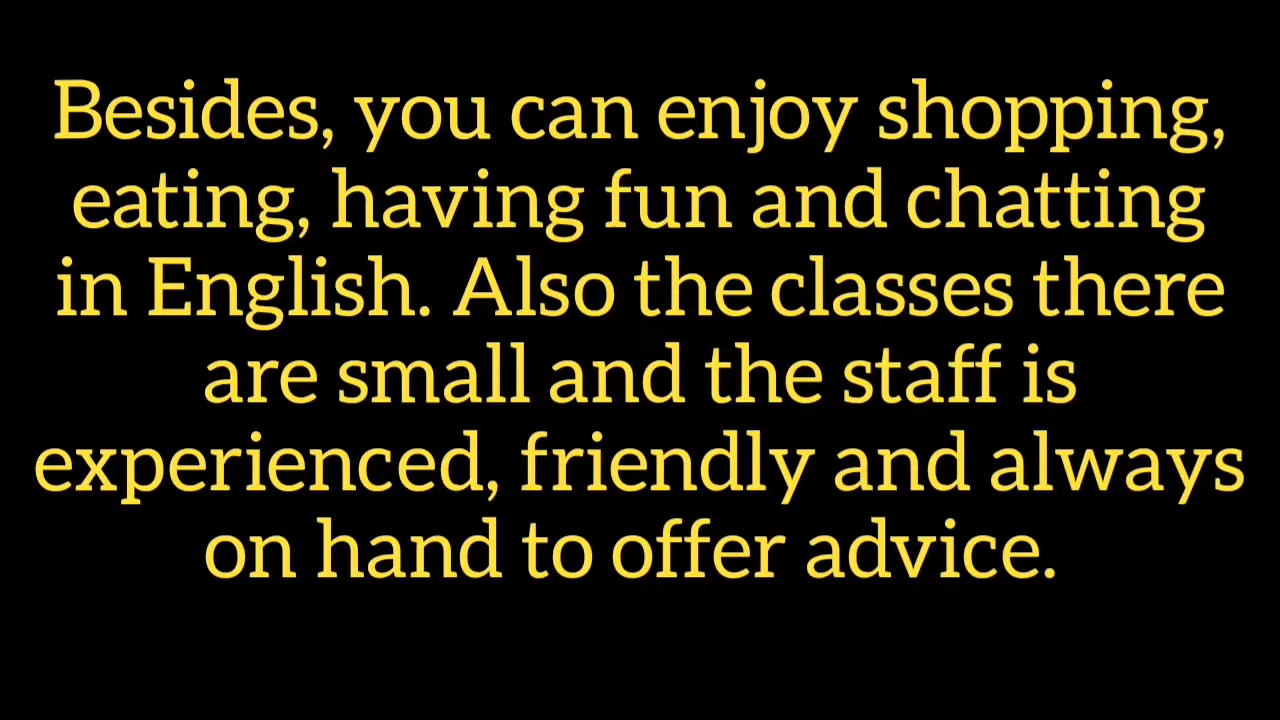 Besides, you can enjoy shopping,
eating, having fun and chatting
in English. Also the classes there
are small and the staff is
experienced, friendly and always
on hand to offer advice.